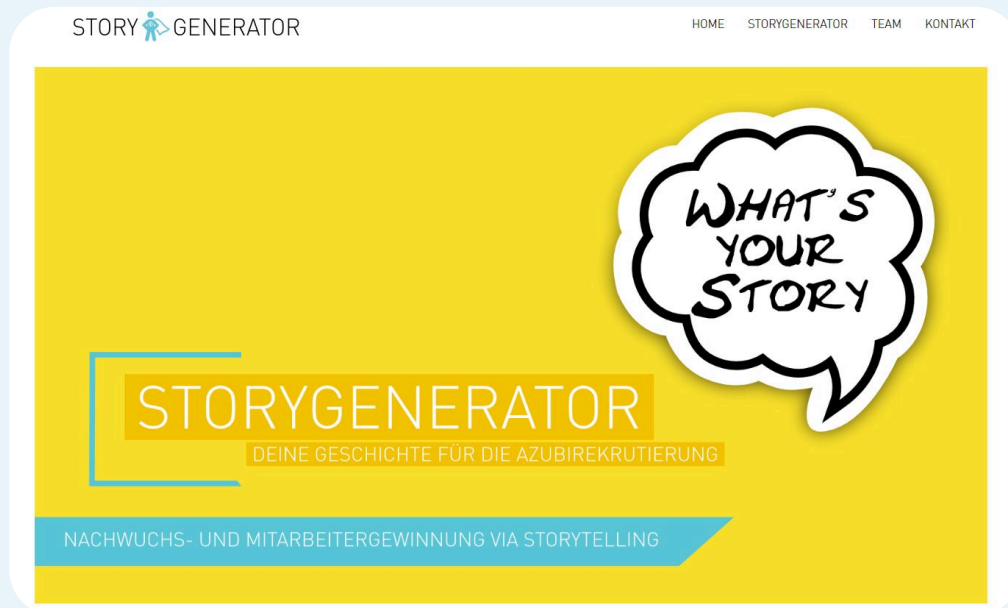 STORY GENERATOR
HOME STORYGENERATOR TEAM KONTAKT
WHAT'S
YOUR
STORY
STORYGENERATOR
DEINE GESCHICHTE FÜR DIE AZUBIREKRUTIERUNG
NACHWUCHS- UND MITARBEITERGEWINNUNG VIA STORYTELLING